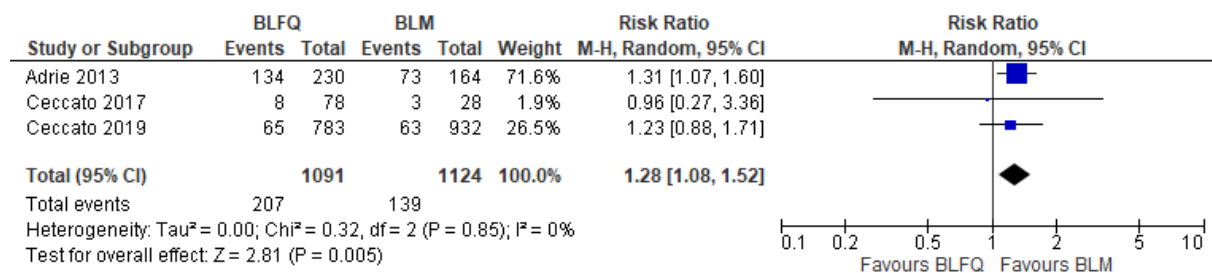 BLFQ BLM Risk Ratio Risk Ratio
Study or Subgroup Events Total Events Total Weight M-H, Random, 95% CI M-H, Random, 95% CI
Adrie 2013 134 230 73 164 71.6% 1.31 [1.07, 1.60]
Ceccato 2017 8 78 3 28 1.9% 0.96 [0.27, 3.36]
Ceccato 2019 65 783 63 932 26.5% 1.23 [0.88, 1.71]
Total (95% CI) 1091 1124 100.0% 1.28 [1.08, 1.52]
Total events 207 139
Heterogeneity: Tau² = 0.00; Chi² = 0.32, df = 2 (P = 0.85); I² = 0%
Test for overall effect: Z = 2.81 (P = 0.005)
0.1 0.2 0.5 1 2 5 10
Favours BLFQ Favours BLM